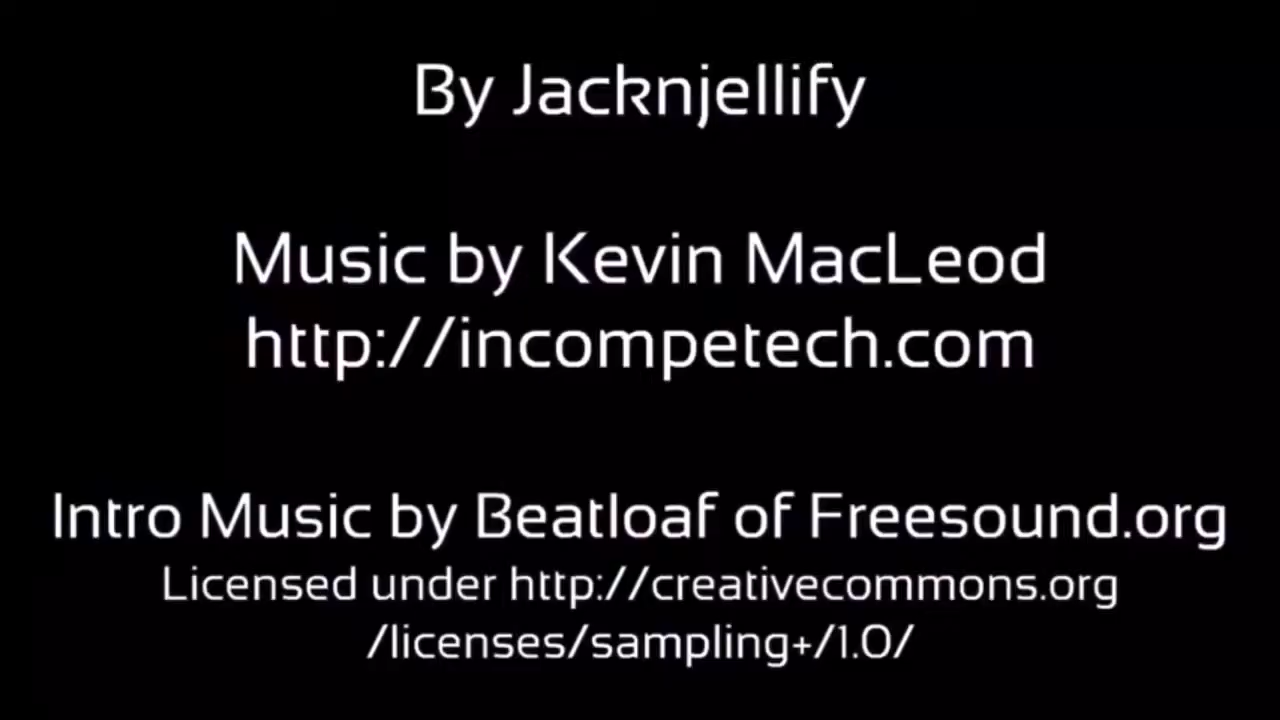 By Jacknjellify
Music by Kevin MacLeod
http://incompetech.com
Intro Music by Beatloaf of Freesound.org
Licensed under http://creativecommons.org
/licenses/sampling+/1.0/